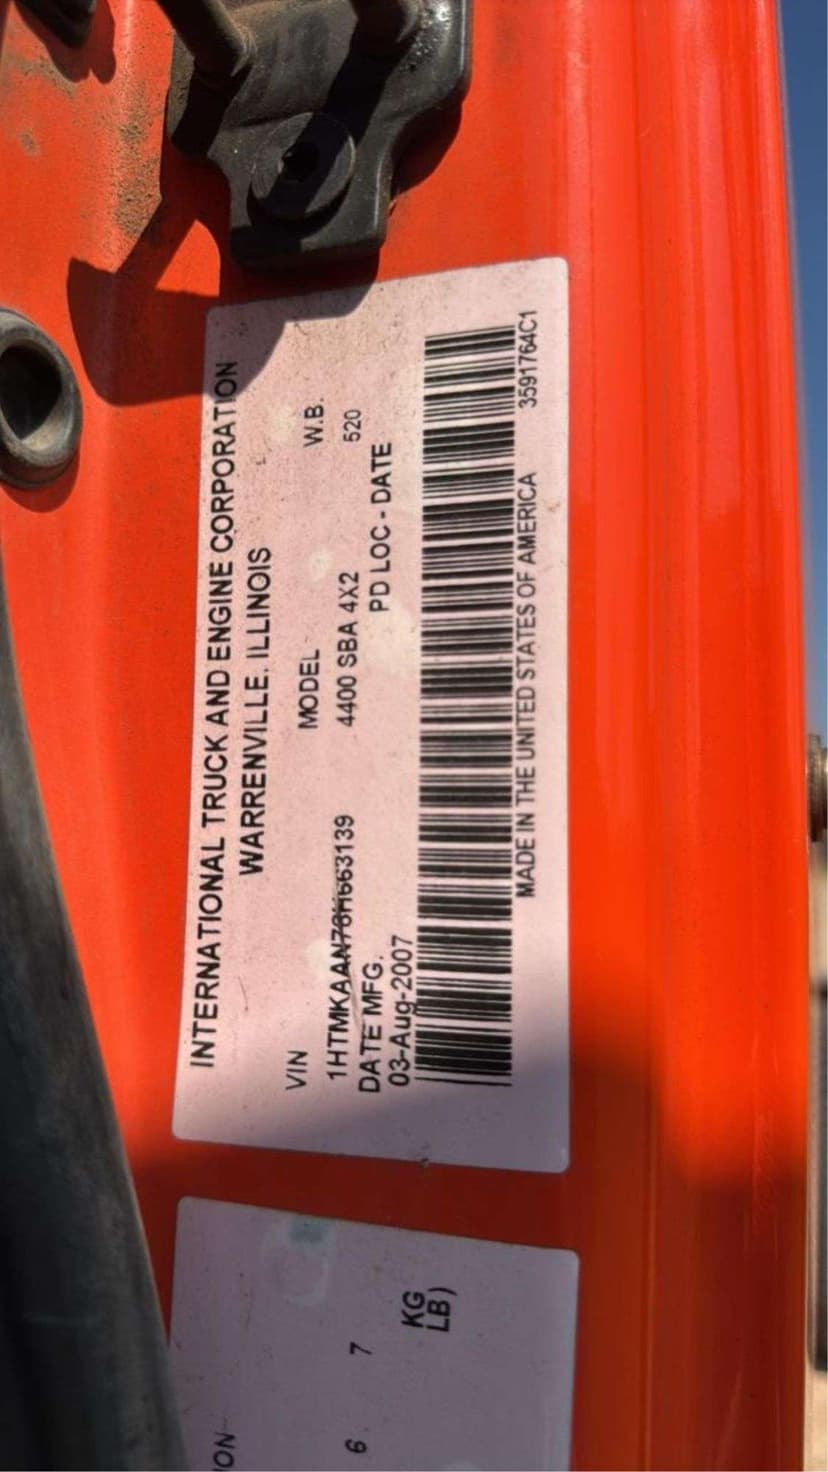 INTERNATIONAL TRUCK AND ENGINE CORPORATION
WARRENVILLE, ILLINOIS
VIN MODEL W.B.
1HTMKAAN78H663139 4400 SBA 4X2 520
DATE MFG. PD LOC - DATE
03-Aug-2007
MADE IN THE UNITED STATES OF AMERICA 3591764C1
6 7
KG
LB)